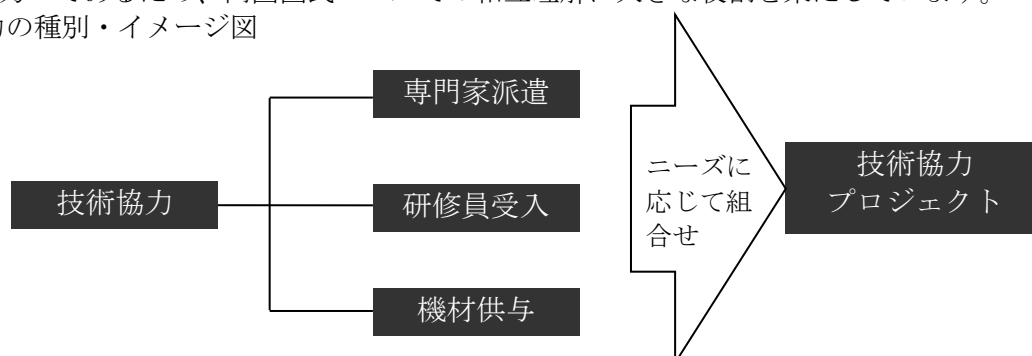 の種別・イメージ図
専門家派遣
技術協力
研修員受入
機材供与
ニーズに
応じて組
合せ
技術協力
プロジェクト